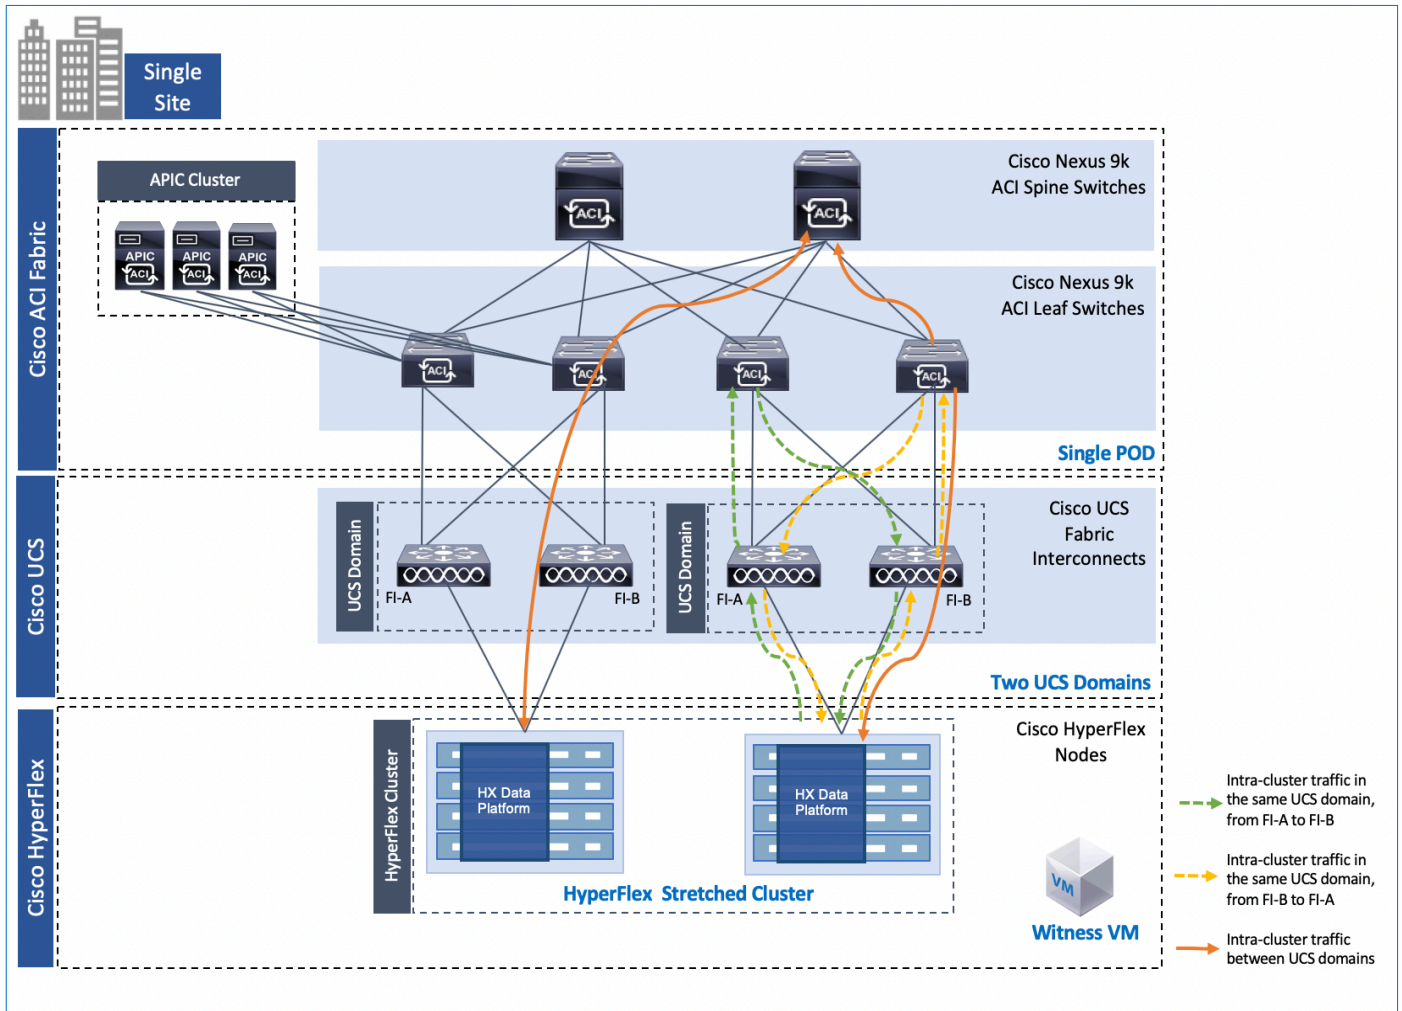 Single
Site
Cisco ACI Fabric
APIC Cluster
APIC
ACI
APIC
ACI
APIC
ACI
ACI
ACI
Cisco Nexus 9k
ACI Spine Switches
Cisco Nexus 9k
ACI Leaf Switches
ACI
ACI
ACI
ACI
Single POD
Cisco UCS
UCS Domain
FI-A
FI-B
UCS Domain
FI-A
FI-B
Cisco UCS
Fabric
Interconnects
Two UCS Domains
Cisco HyperFlex
HyperFlex Cluster
HX Data
Platform
HX Data
Platform
HyperFlex Stretched Cluster
Cisco HyperFlex
Nodes
VM
Witness VM
Intra-cluster traffic in
the same UCS domain,
from FI-A to FI-B
Intra-cluster traffic in
the same UCS domain,
from FI-B to FI-A
Intra-cluster traffic
between UCS domains